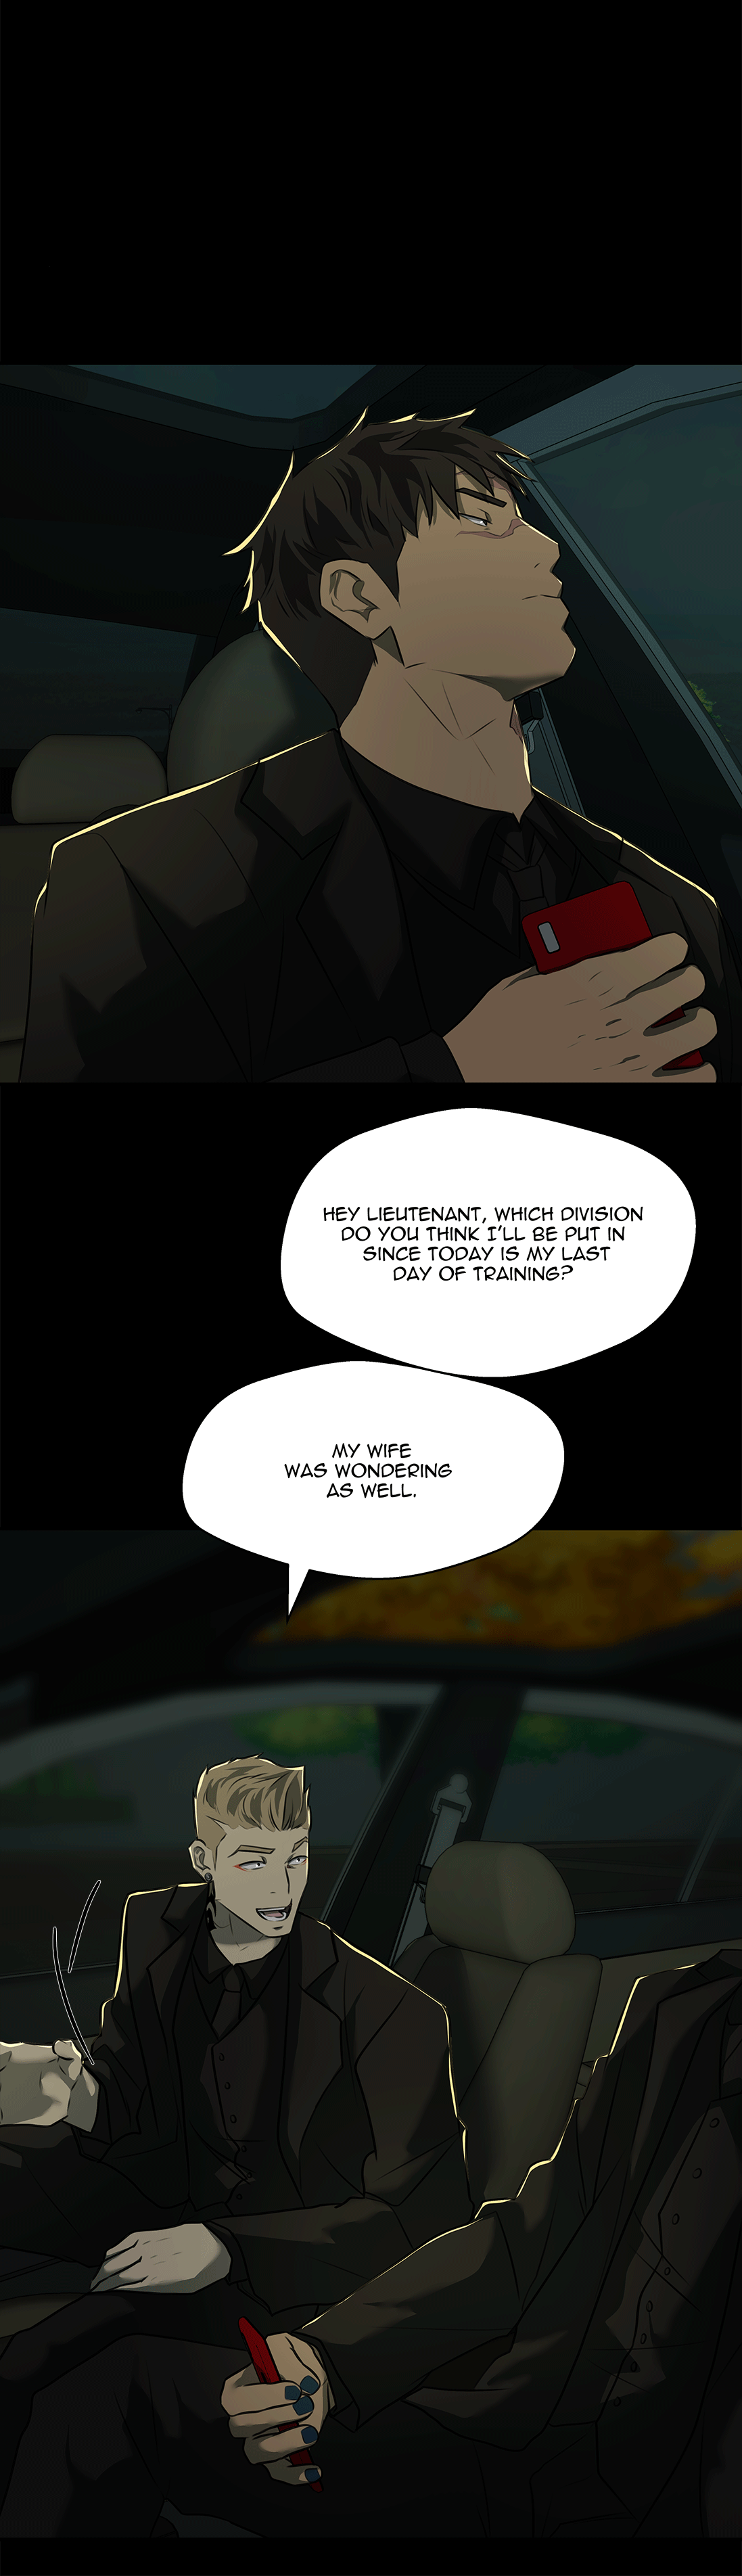 HEY LIEUTENANT, WHICH DIVISION
DO YOU THINK I'LL BE PUT IN
SINCE TODAY IS MY LAST
DAY OF TRAINING?
MY WIFE
WAS WONDERING
AS WELL.